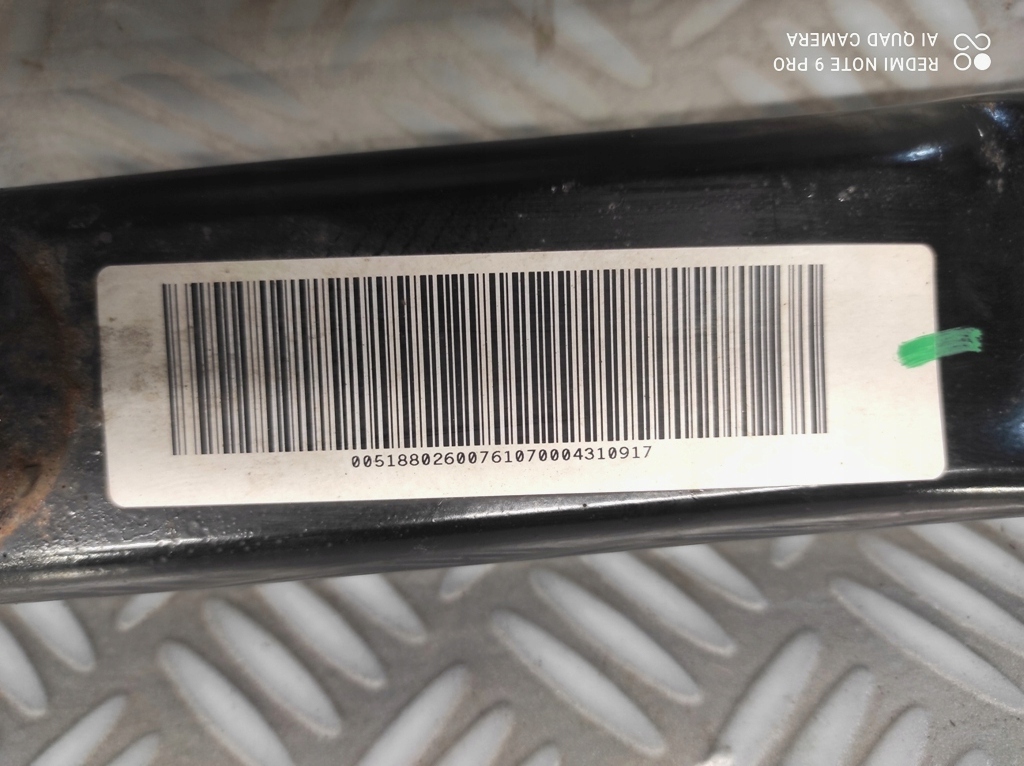 REDMI NOTE 9 PRO
AI QUAD CAMERA
00518802600761070004310917